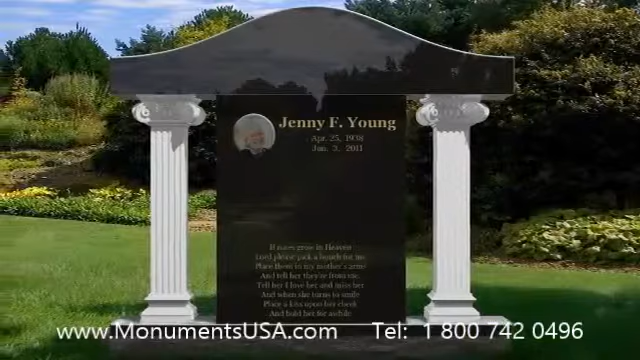 Jenny F. Young
Apr. 25, 1938
Jan. 3, 2011
If roses grow in Heaven
Lord please pick a bunch for me
Place them in my mother's arms
And tell her they're from me.
Tell her I love her and miss her
And when she turns to smile
Place a kiss upon her cheek
And hold her for awhile
www.MonumentsUSA.com Tel: 1 800 742 0496